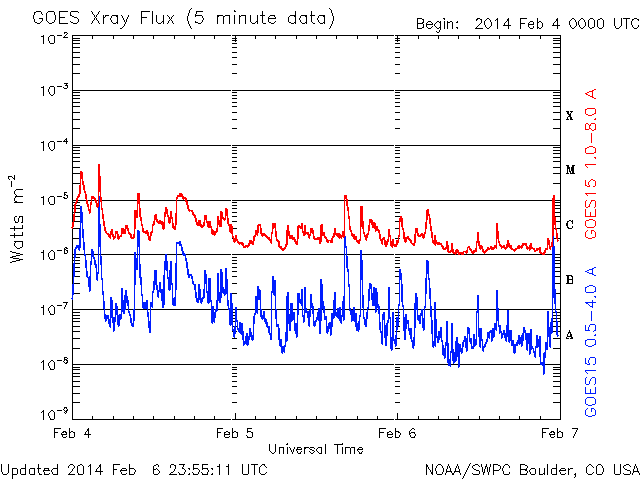 GOES Xray Flux (5 minute data)
Begin: 2014 Feb 4 0000 UTC
10-2
10-3
10-4
10-5
10-6
10-7
10-8
10-9
Watts m-2
X
M
C
B
A
GOES15 1.0-8.0 A
GOES15 0.5-4.0 A
Feb 4
Feb 5
Feb 6
Feb 7
Universal Time
Updated 2014 Feb 6 23:55:11 UTC
NOAA/SWPC Boulder, CO USA